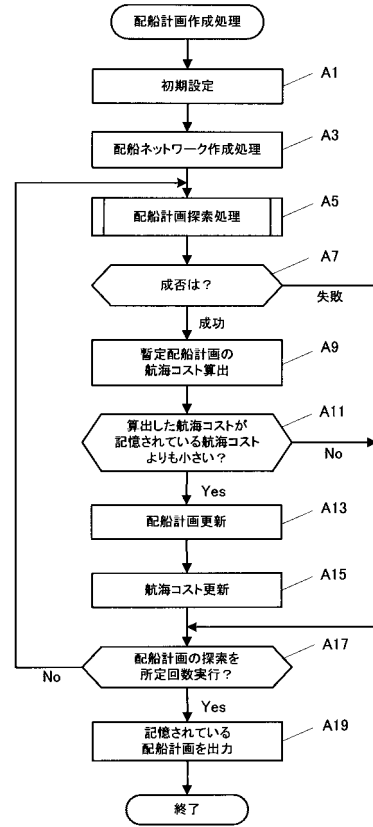 配船計画作成処理
A1
初期設定
A3
配船ネットワーク作成処理
A5
配船計画探索処理
A7
成否は?
失敗
成功
A9
暫定配船計画の
航海コスト算出
A11
算出した航海コストが
記憶されている航海コスト
よりも小さい?
No
Yes
A13
配船計画更新
A15
航海コスト更新
A17
配船計画の探索を
所定回数実行?
No
Yes
A19
記憶されている
配船計画を出力
終了